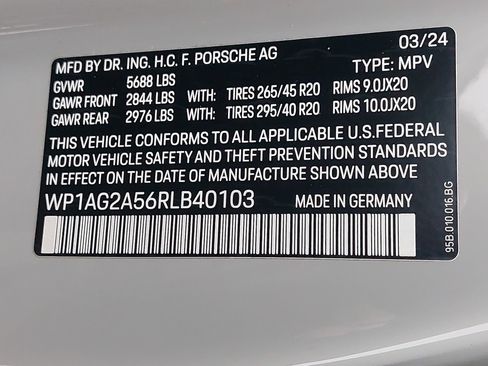 MFD BY DR. ING. H.C. F. PORSCHE AG 03/24
GVWR 5688 LBS TYPE: MPV
GAWR FRONT 2844 LBS WITH: TIRES 265/45 R20 RIMS 9.0JX20
GAWR REAR 2976 LBS WITH: TIRES 295/40 R20 RIMS 10.0JX20
THIS VEHICLE CONFORMS TO ALL APPLICABLE U.S.FEDERAL
MOTOR VEHICLE SAFETY AND THEFT PREVENTION STANDARDS
IN EFFECT ON THE DATE OF MANUFACTURE SHOWN ABOVE
WP1AG2A56RLB40103
MADE IN GERMANY
95B.010.016.BG